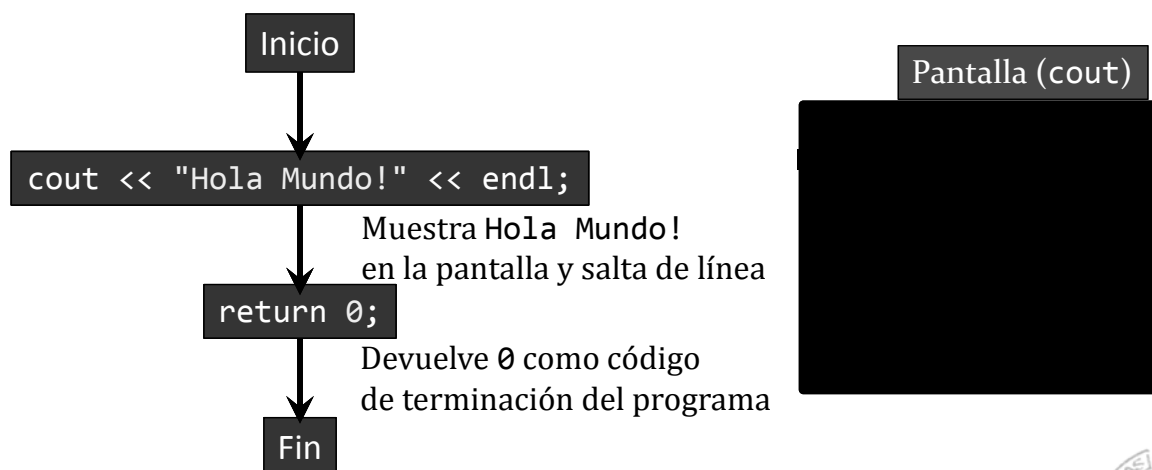 Inicio
Pantalla (cout)
cout << "Hola Mundo!" << endl;
Muestra Hola Mundo!
en la pantalla y salta de línea
return 0;
Devuelve 0 como código
de terminación del programa
Fin